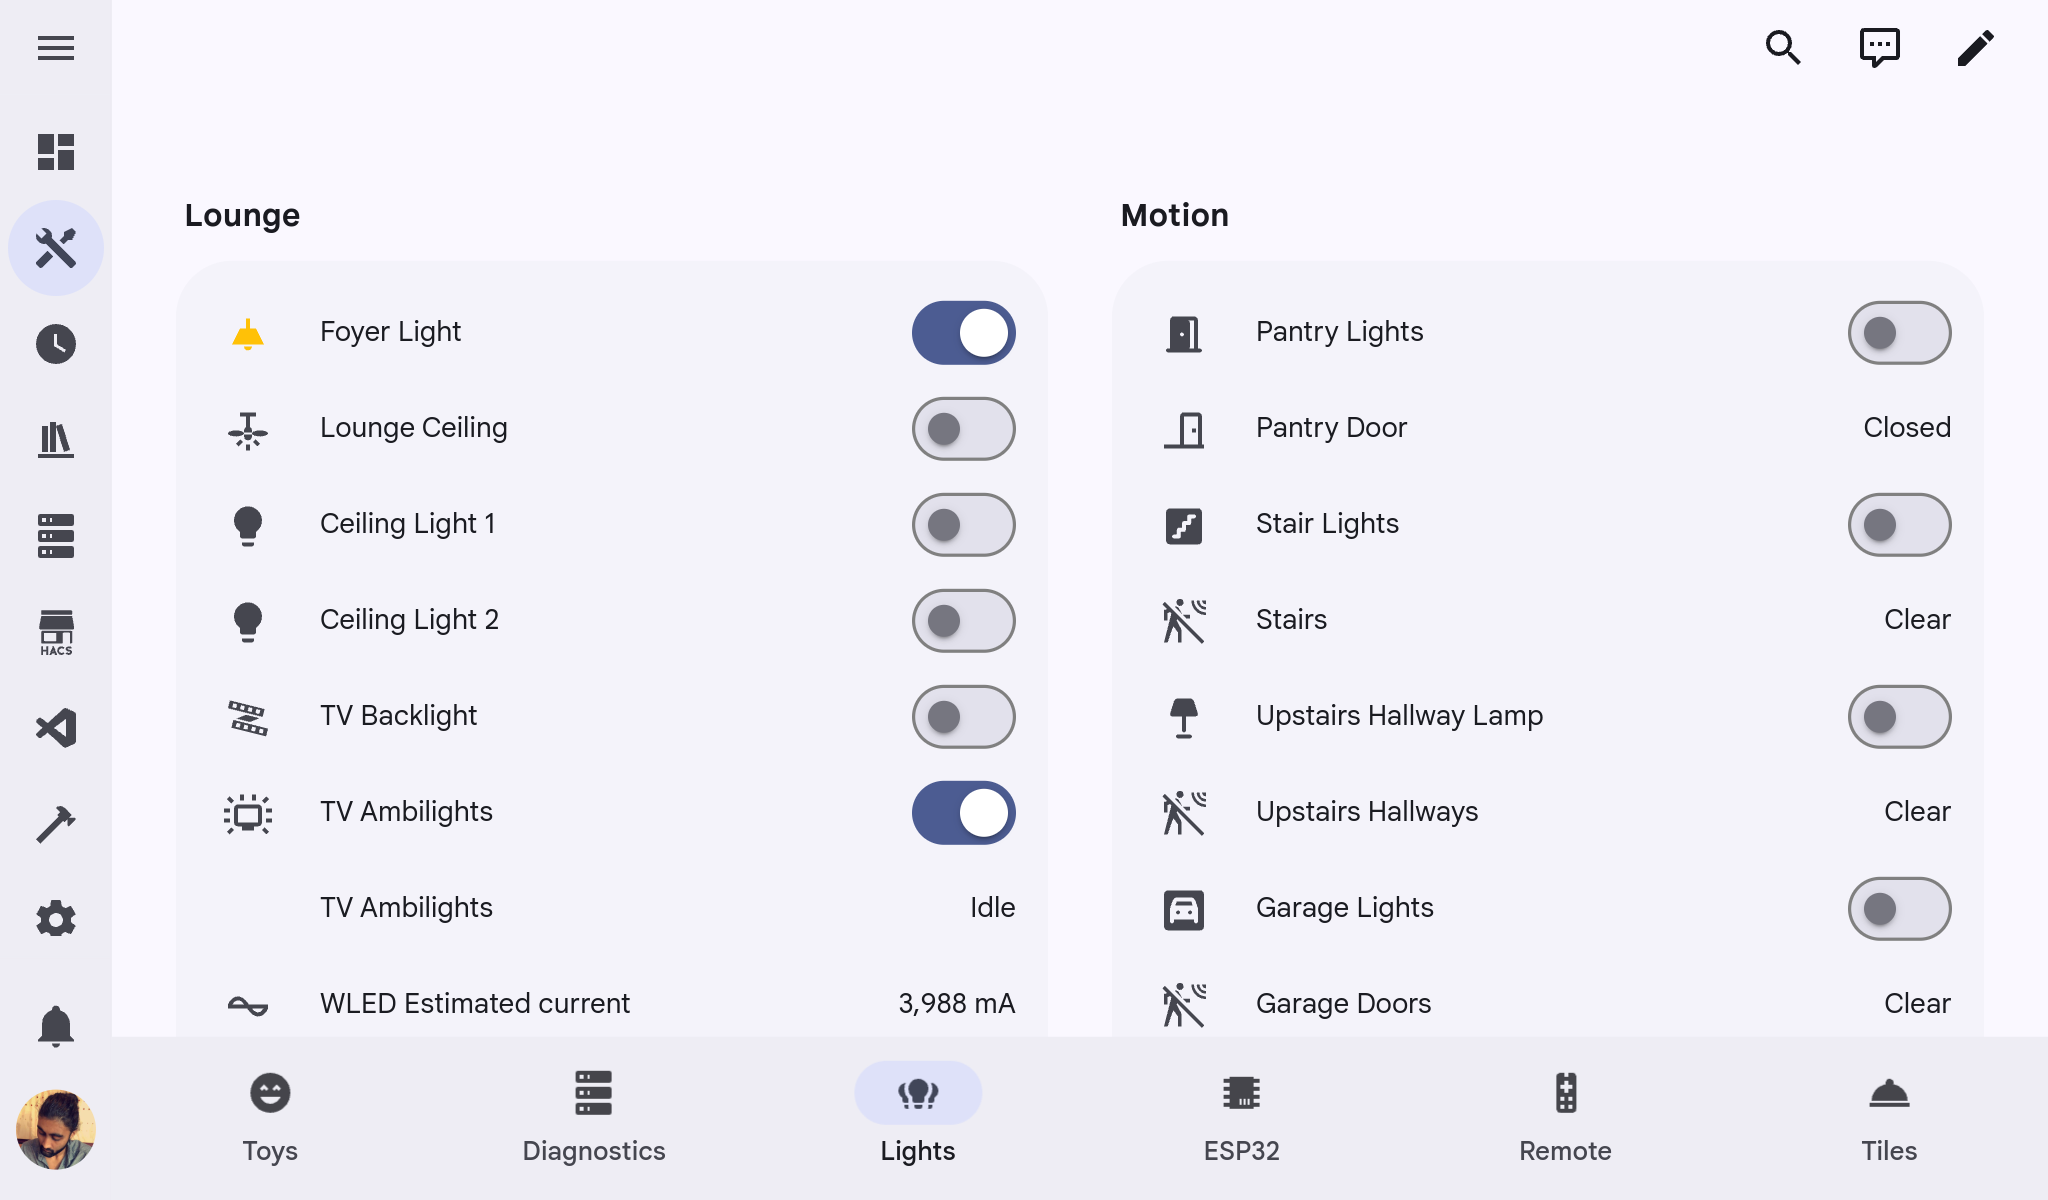 HACS
Lounge
Foyer Light
Lounge Ceiling
Ceiling Light 1
Ceiling Light 2
TV Backlight
TV Ambilights
TV Ambilights Idle
WLED Estimated current 3,988 mA
Motion
Pantry Lights
Pantry Door Closed
Stair Lights
Stairs Clear
Upstairs Hallway Lamp
Upstairs Hallways Clear
Garage Lights
Garage Doors Clear
Toys
Diagnostics
Lights
ESP32
Remote
Tiles